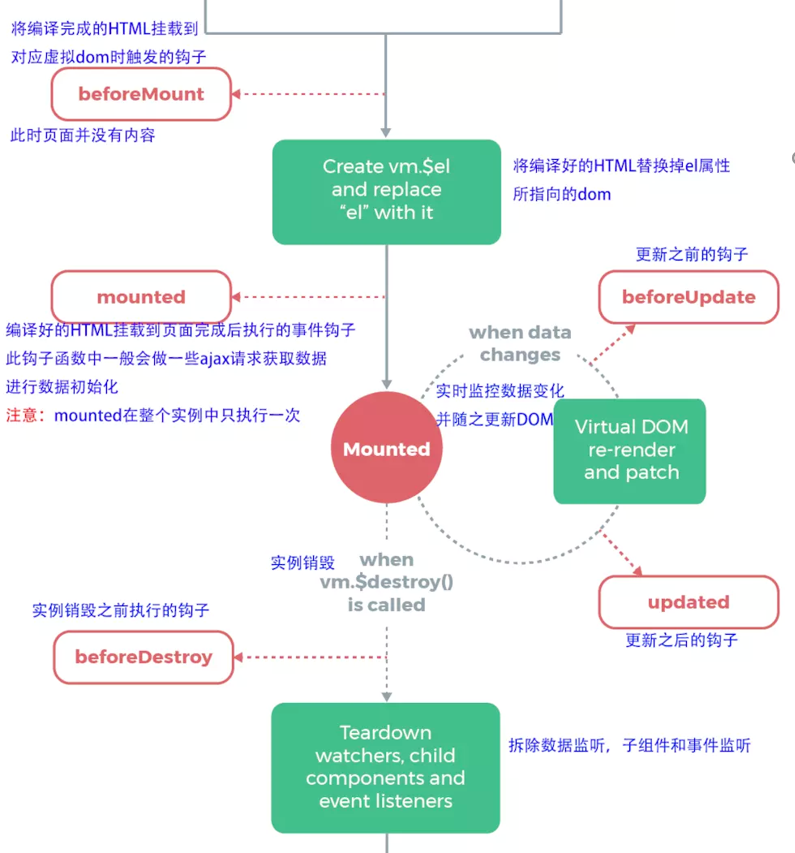 将编译完成的HTML挂载到
对应虚拟dom时触发的钩子
beforeMount
此时页面并没有内容
Create vm.$el
and replace
“el” with it
将编译好的HTML替换掉el属性
所指向的dom
mounted
编译好的HTML挂载到页面完成后执行的事件钩子
此钩子函数中一般会做一些ajax请求获取数据
进行数据初始化
注意：mounted在整个实例中只执行一次
更新之前的钩子
beforeUpdate
when data
changes
实时监控数据变化
并随之更新DOM
Mounted
Virtual DOM
re-render
and patch
updated
更新之后的钩子
实例销毁
when
vm.$destroy()
is called
实例销毁之前执行的钩子
beforeDestroy
Teardown
watchers, child
components and
event listeners
拆除数据监听，子组件和事件监听